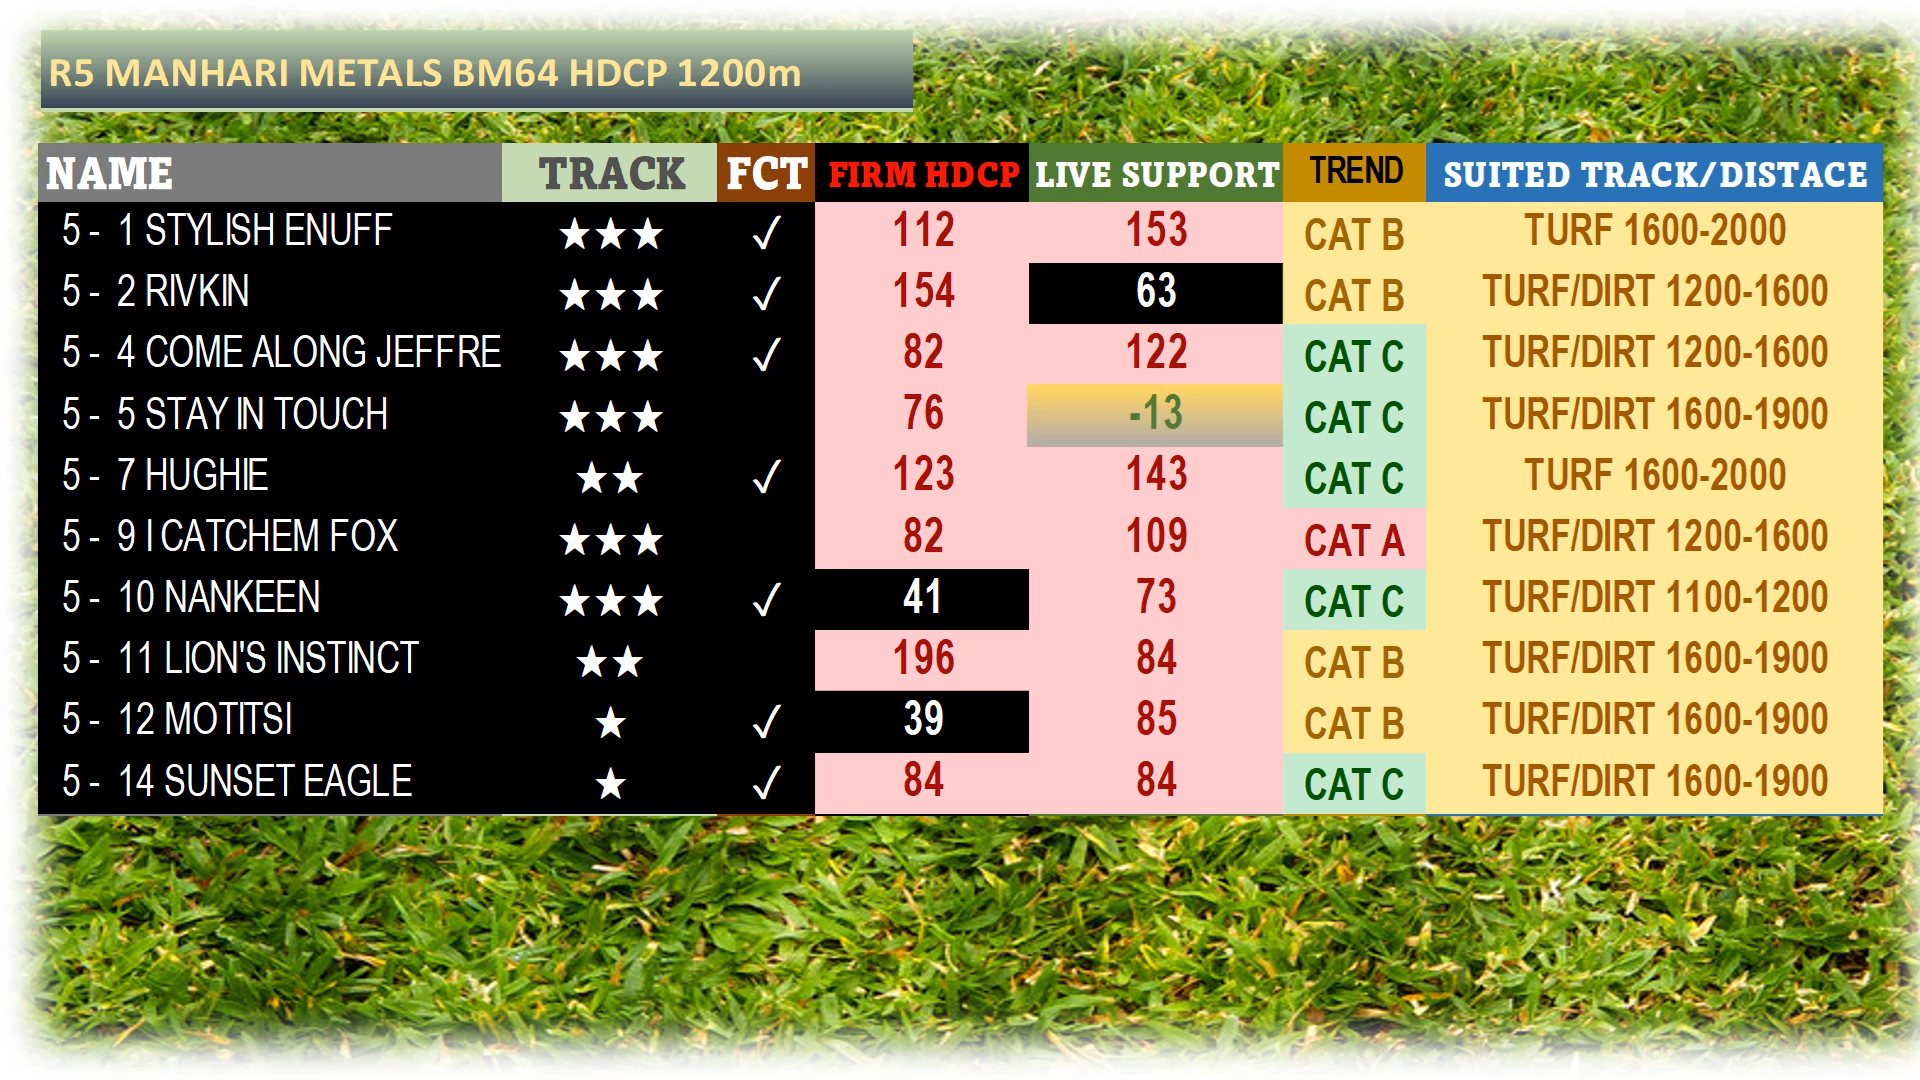 R5 MANHARI METALS BM64 HDCP 1200m
NAME TRACK FCT FIRM HDCP LIVE SUPPORT TREND SUITED TRACK/DISTACE
5 - 1 STYLISH ENUFF ★★★ ✓ 112 153 CAT B TURF 1600-2000
5 - 2 RIVKIN ★★★ ✓ 154 63 CAT B TURF/DIRT 1200-1600
5 - 4 COME ALONG JEFFRE ★★★ ✓ 82 122 CAT C TURF/DIRT 1200-1600
5 - 5 STAY IN TOUCH ★★★ 76 -13 CAT C TURF/DIRT 1600-1900
5 - 7 HUGHIE ★★ ✓ 123 143 CAT C TURF 1600-2000
5 - 9 I CATCHEM FOX ★★★ 82 109 CAT A TURF/DIRT 1200-1600
5 - 10 NANKEEN ★★★ ✓ 41 73 CAT C TURF/DIRT 1100-1200
5 - 11 LION'S INSTINCT ★★ 196 84 CAT B TURF/DIRT 1600-1900
5 - 12 MOTITSI ★ ✓ 39 85 CAT B TURF/DIRT 1600-1900
5 - 14 SUNSET EAGLE ★ ✓ 84 84 CAT C TURF/DIRT 1600-1900